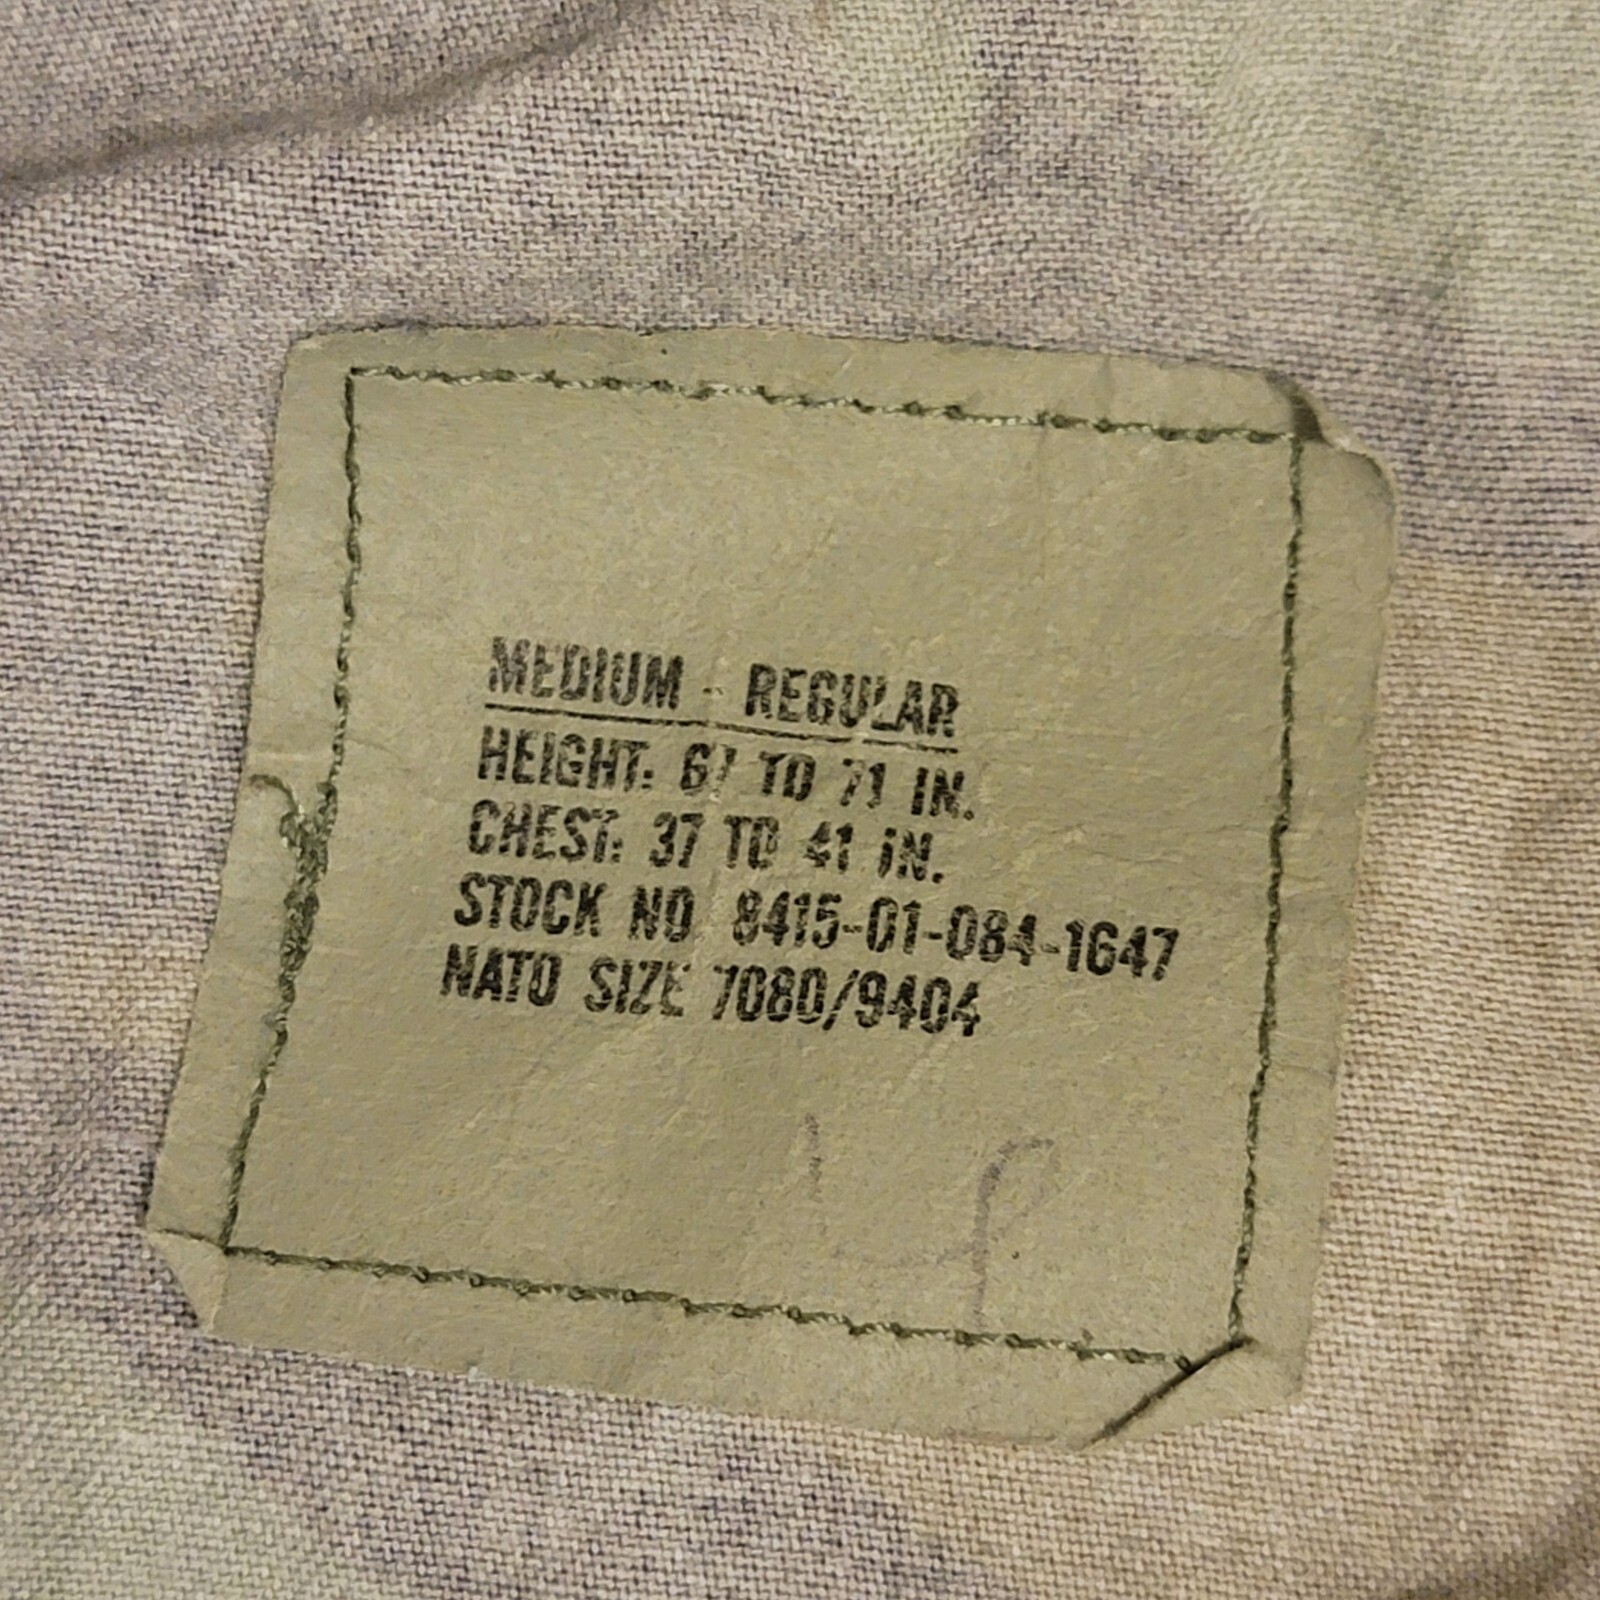 MEDIUM - REGULAR
HEIGHT: 67 TO 71 IN.
CHEST: 37 TO 41 IN.
STOCK NO 8415-01-084-1647
NATO SIZE 7080/9404